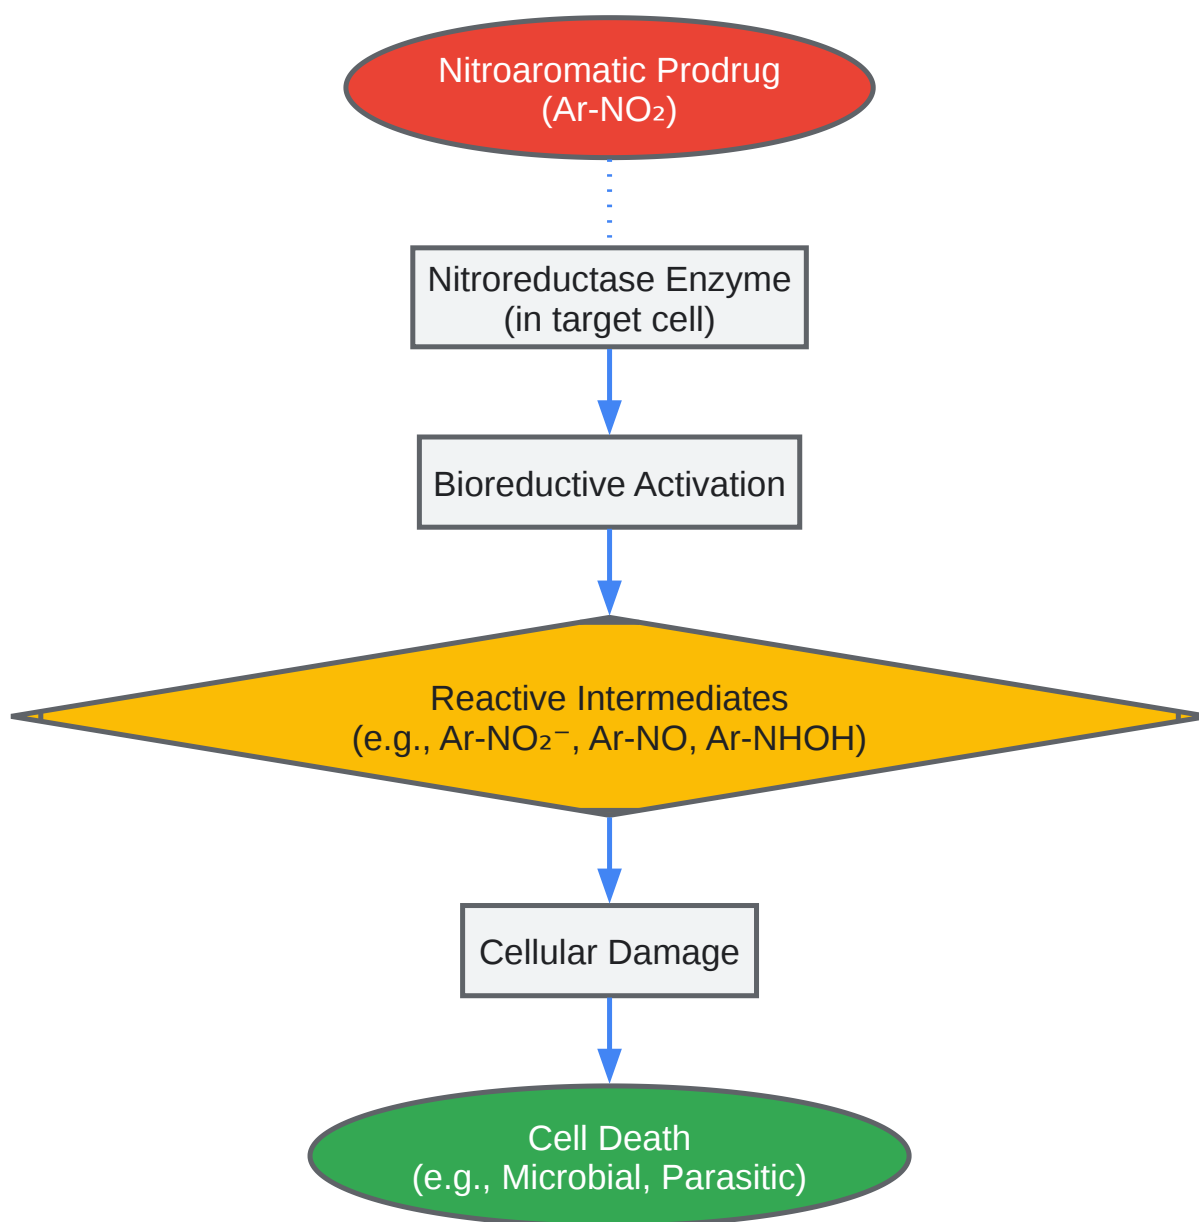 Nitroaromatic Prodrug
(Ar-NO₂)
Nitroreductase Enzyme
(in target cell)
Bioreductive Activation
Reactive Intermediates
(e.g., Ar-NO₂⁻, Ar-NO, Ar-NHOH)
Cellular Damage
Cell Death
(e.g., Microbial, Parasitic)